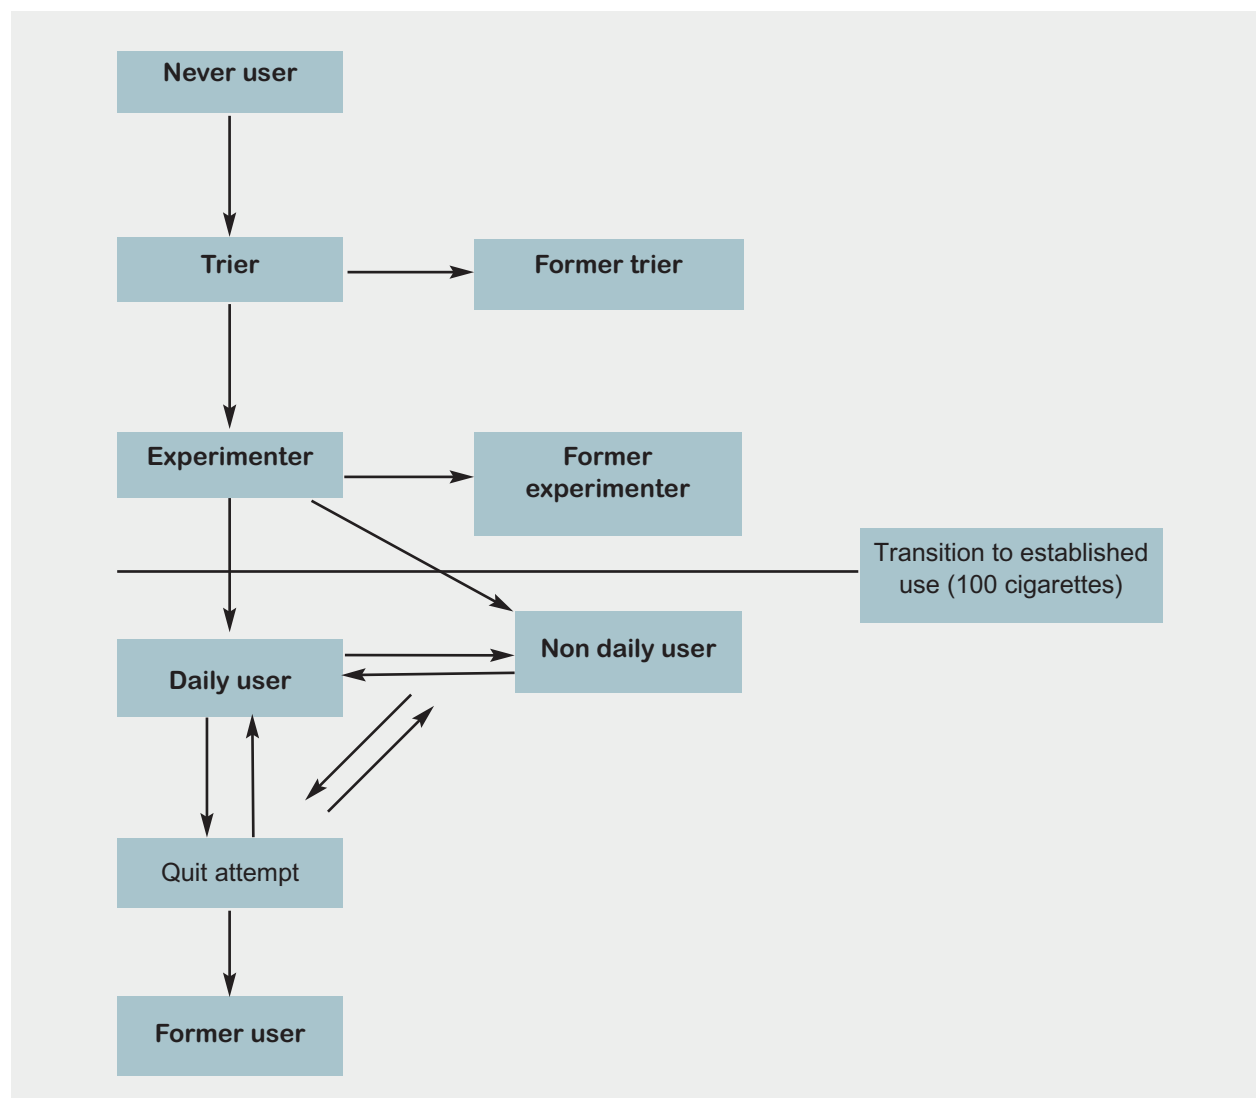 Never user
Trier
Former trier
Experimenter
Former
experimenter
Transition to established
use (100 cigarettes)
Non daily user
Daily user
Quit attempt
Former user